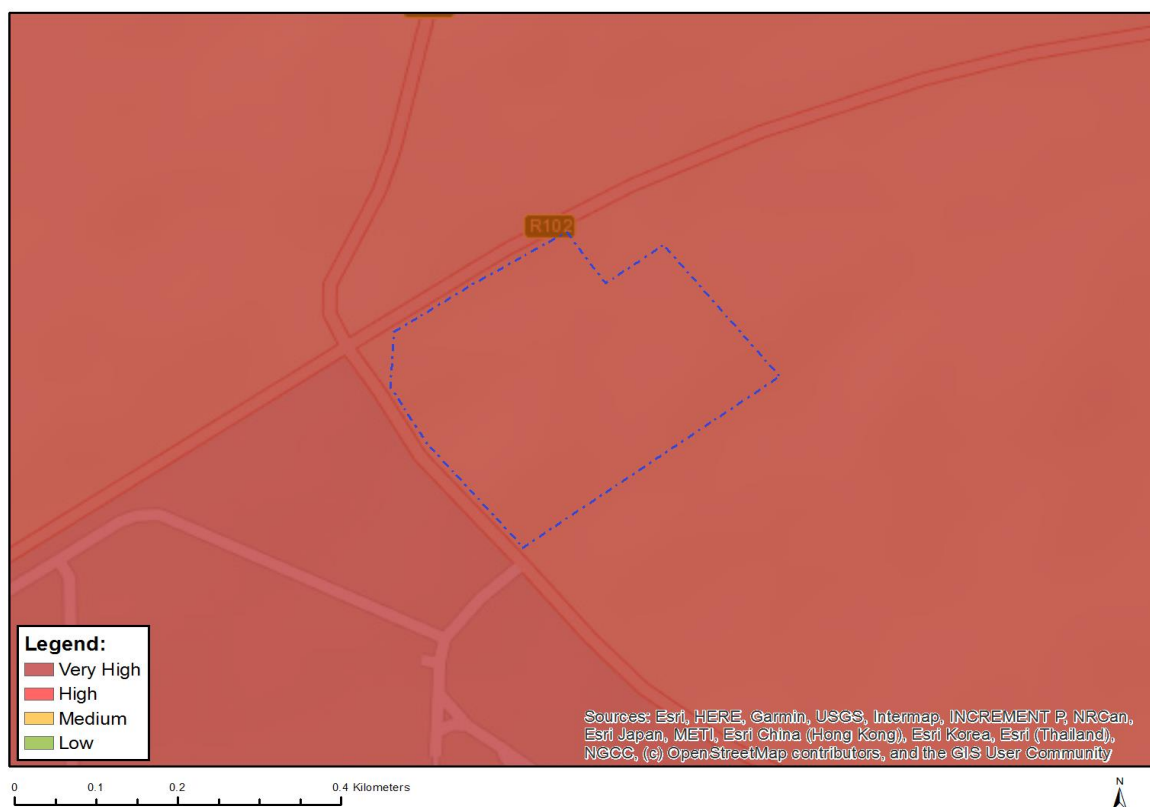 R102
Legend:
Very High
High
Medium
Low
Sources: Esri, HERE, Garmin, USGS, Intermap, INCREMENT P, NRCan,
Esri Japan, METI, Esri China (Hong Kong), Esri Korea, Esri (Thailand),
NGCC, (c) OpenStreetMap contributors, and the GIS User Community
0 0.1 0.2 0.4 Kilometers
N